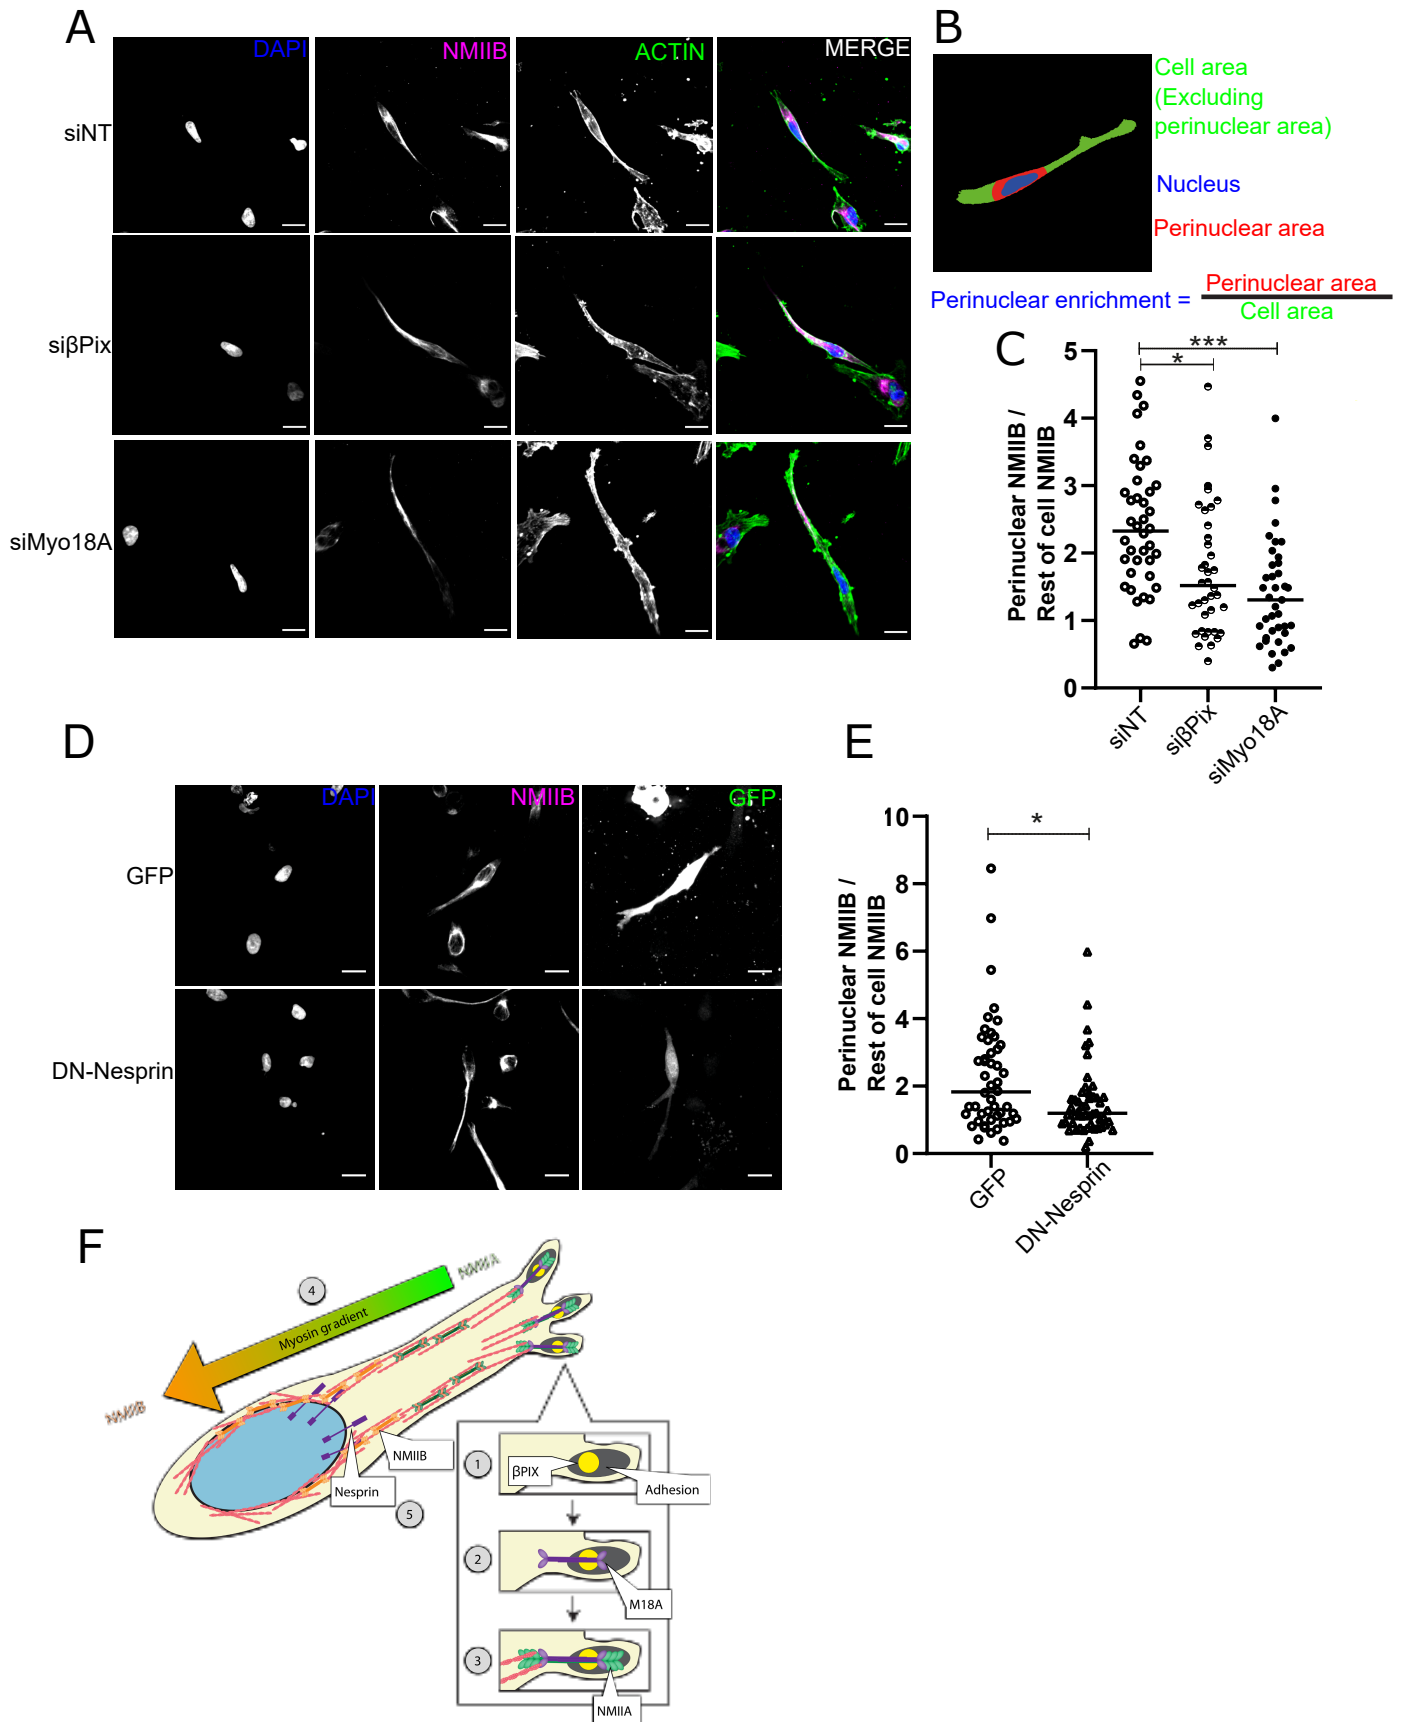 A
DAPI
NMIIB
ACTIN
MERGE
siNT
siβPix
siMyo18A
B
Cell area
(Excluding
perinuclear area)
Nucleus
Perinuclear area
Perinuclear enrichment =
Perinuclear area
Cell area
C
Perinuclear NMIIB /
Rest of cell NMIIB
5
4
3
2
1
0
***
*
siNT
siβPix
siMyo18A
D
DAPI
NMIIB
GFP
GFP
DN-Nesprin
E
Perinuclear NMIIB /
Rest of cell NMIIB
10
8
6
4
2
0
*
GFP
DN-Nesprin
F
4
Myosin gradient
NMIIA
NMIIB
NMIIB
Nesprin
5
1
βPIX
Adhesion
2
M18A
3
NMIIA